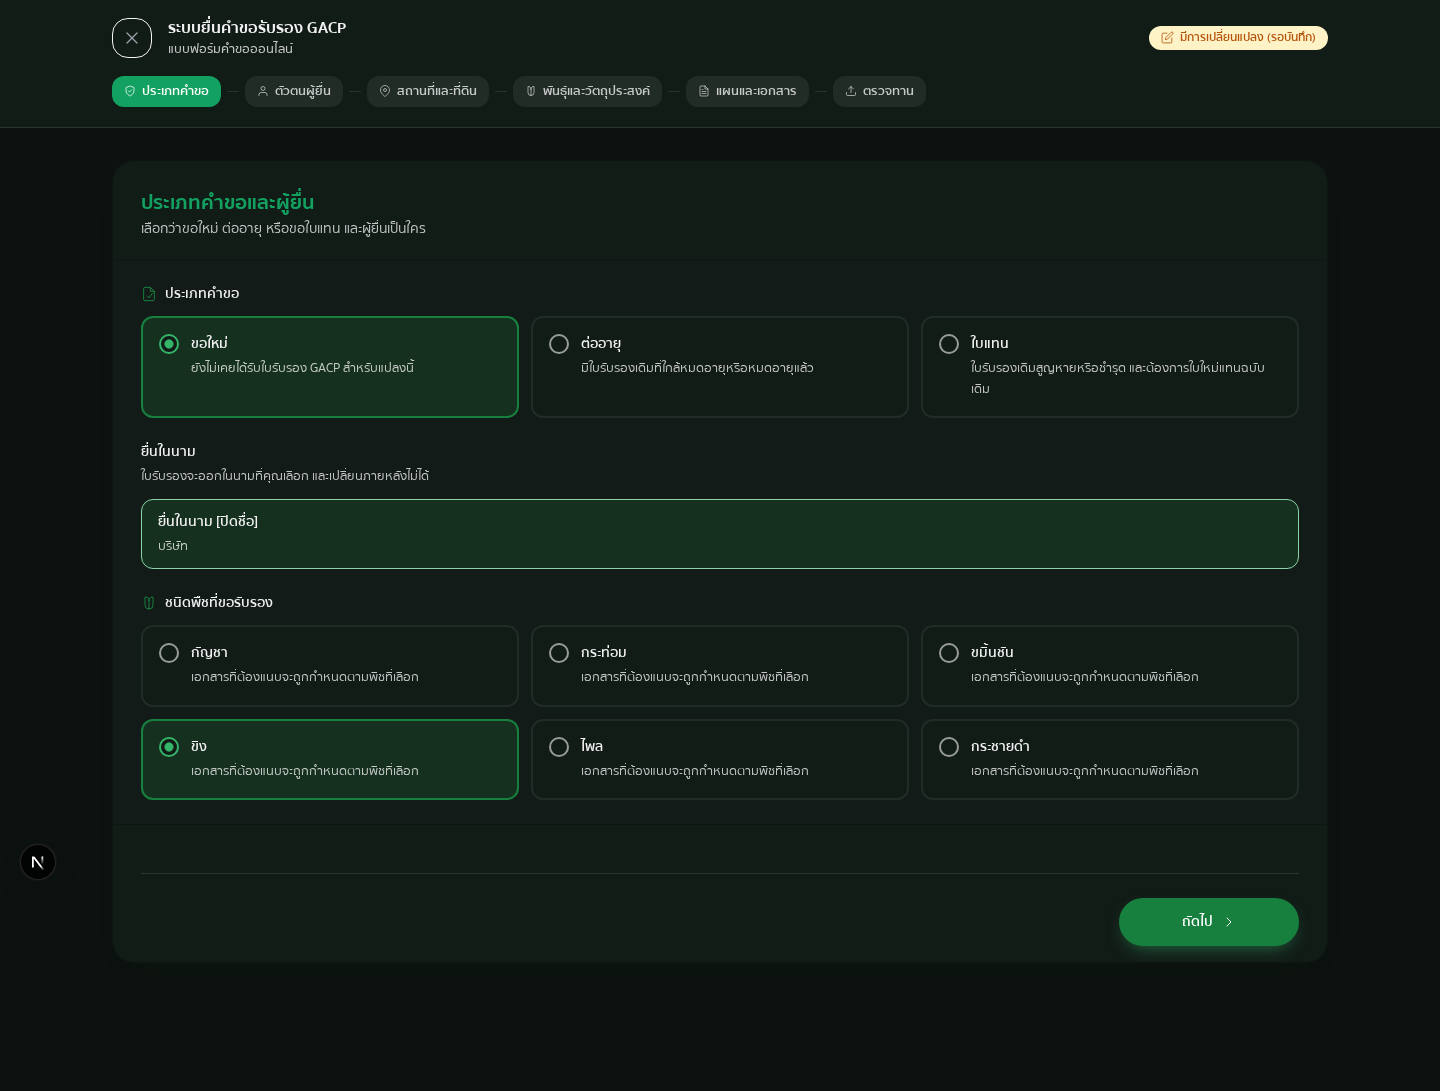 ระบบยื่นคำขอรับรอง GACP
แบบฟอร์มคำขอออนไลน์
มีการเปลี่ยนแปลง (รอบันทึก)
ประเภทคำขอ
ตัวตนผู้ยื่น
สถานที่และที่ดิน
พันธุ์และวัตถุประสงค์
แผนและเอกสาร
ตรวจทาน
ประเภทคำขอและผู้ยื่น
เลือกว่าขอใหม่ ต่ออายุ หรือขอใบแทน และผู้ยื่นเป็นใคร
ประเภทคำขอ
ขอใหม่
ยังไม่เคยได้รับใบรับรอง GACP สำหรับแปลงนี้
ต่ออายุ
มีใบรับรองเดิมที่ใกล้หมดอายุหรือหมดอายุแล้ว
ใบแทน
ใบรับรองเดิมสูญหายหรือชำรุด และต้องการใบใหม่แทนฉบับ
เดิม
ยื่นในนาม
ใบรับรองจะออกในนามที่คุณเลือก และเปลี่ยนภายหลังไม่ได้
ยื่นในนาม [ปิดชื่อ]
บริษัท
ชนิดพืชที่ขอรับรอง
กัญชา
เอกสารที่ต้องแนบจะถูกกำหนดตามพืชที่เลือก
กระท่อม
เอกสารที่ต้องแนบจะถูกกำหนดตามพืชที่เลือก
ขมิ้นชัน
เอกสารที่ต้องแนบจะถูกกำหนดตามพืชที่เลือก
ขิง
เอกสารที่ต้องแนบจะถูกกำหนดตามพืชที่เลือก
ไพล
เอกสารที่ต้องแนบจะถูกกำหนดตามพืชที่เลือก
กระชายดำ
เอกสารที่ต้องแนบจะถูกกำหนดตามพืชที่เลือก
N
ถัดไป